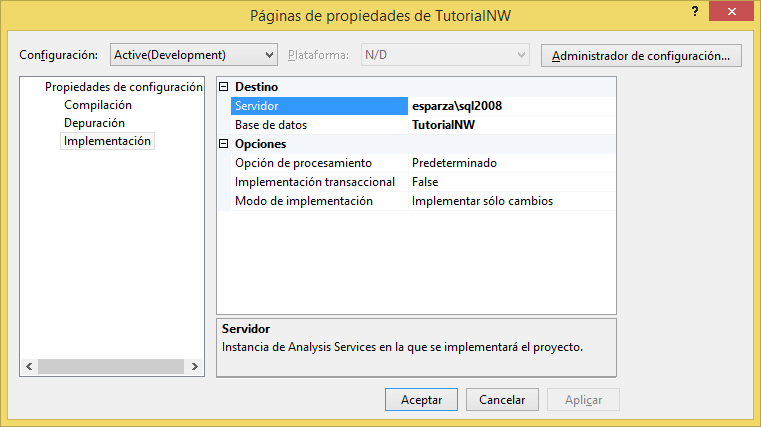 Páginas de propiedades de TutorialNW
Configuración: Active(Development) Plataforma: N/D Administrador de configuración...
Propiedades de configuración
Compilación
Depuración
Implementación
Destino
Servidor esparza\sql2008
Base de datos TutorialNW
Opciones
Opción de procesamiento Predeterminado
Implementación transaccional False
Modo de implementación Implementar sólo cambios
Servidor
Instancia de Analysis Services en la que se implementará el proyecto.
Aceptar Cancelar Aplicar